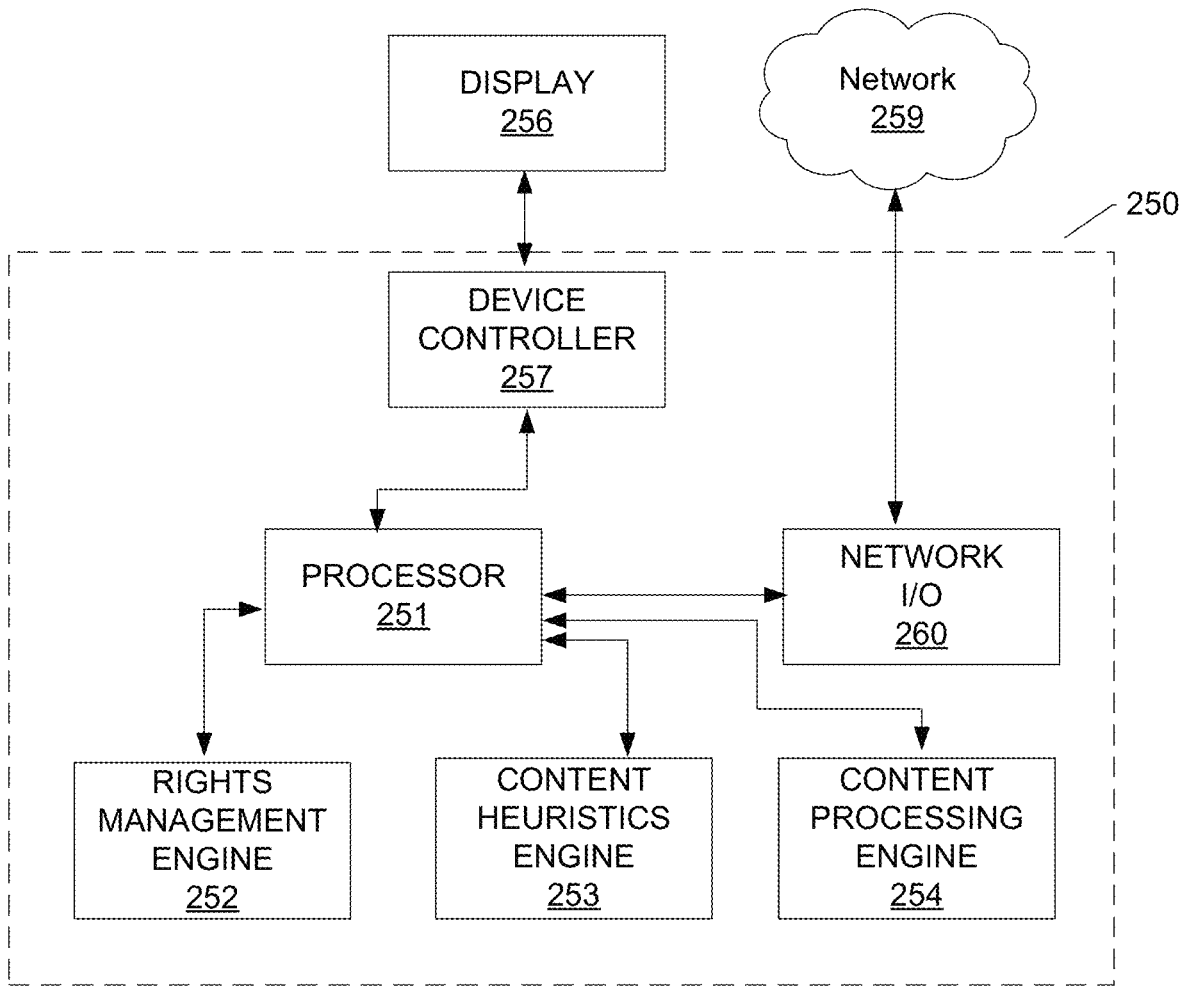 DISPLAY
256
Network
259
250
DEVICE
CONTROLLER
257
PROCESSOR
251
NETWORK
I/O
260
RIGHTS
MANAGEMENT
ENGINE
252
CONTENT
HEURISTICS
ENGINE
253
CONTENT
PROCESSING
ENGINE
254